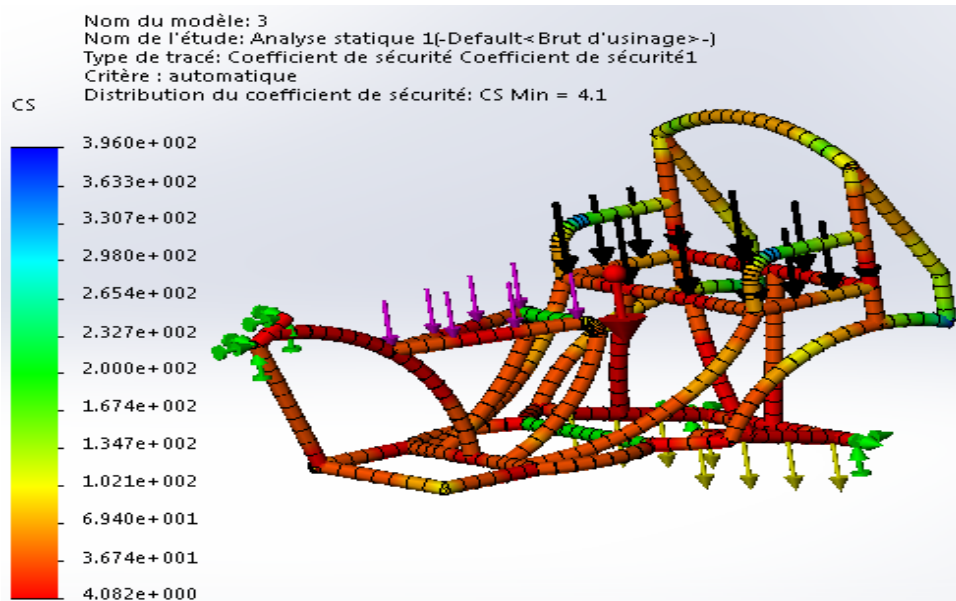 Nom du modèle: 3
Nom de l'étude: Analyse statique 1(-Default<Brut d'usinage>-)
Type de tracé: Coefficient de sécurité Coefficient de sécurité1
Critère : automatique
Distribution du coefficient de sécurité: CS Min = 4.1
CS
3.960e+002
3.633e+002
3.307e+002
2.980e+002
2.654e+002
2.327e+002
2.000e+002
1.674e+002
1.347e+002
1.021e+002
6.940e+001
3.674e+001
4.082e+000